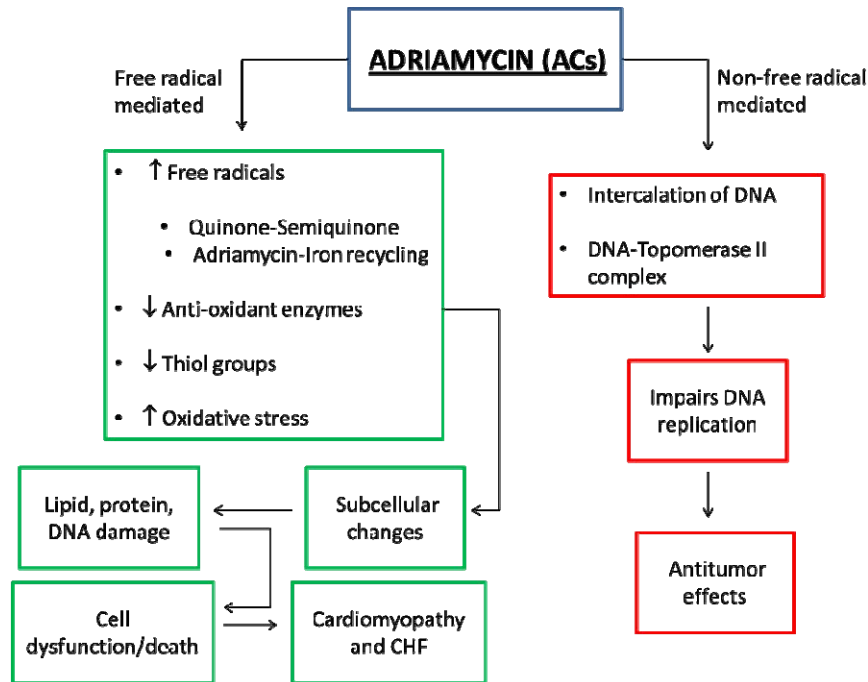 ADRIAMYCIN (ACs)
Free radical
mediated
Non-free radical
mediated
• ↑ Free radicals
• Quinone-Semiquinone
• Adriamycin-Iron recycling
• ↓ Anti-oxidant enzymes
• ↓ Thiol groups
• ↑ Oxidative stress
• Intercalation of DNA
• DNA-Topomerase II
complex
Impairs DNA
replication
Antitumor
effects
Subcellular
changes
Lipid, protein,
DNA damage
Cell
dysfunction/death
Cardiomyopathy
and CHF